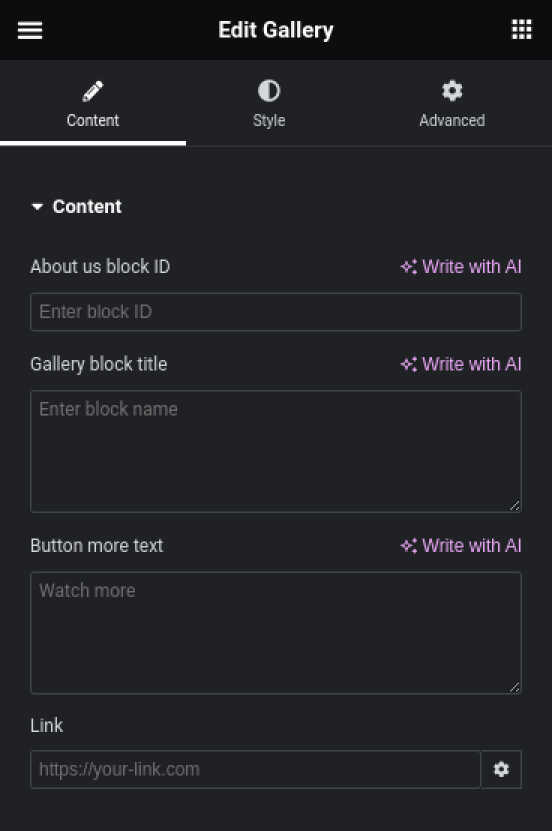 Edit Gallery
Content
Style
Advanced
Content
About us block ID
Write with AI
Enter block ID
Gallery block title
Write with AI
Enter block name
Button more text
Write with AI
Watch more
Link
https://your-link.com